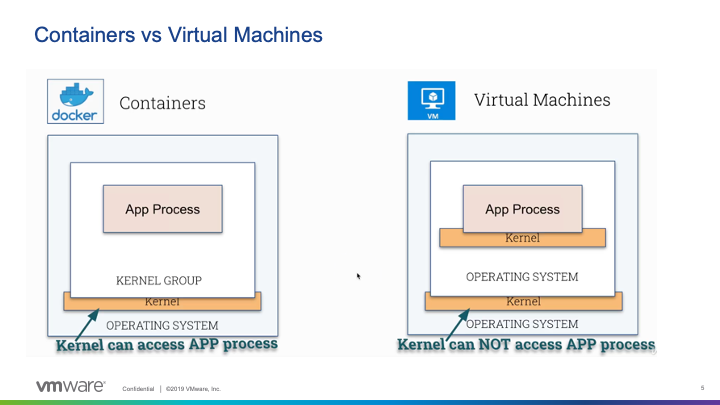 Containers vs Virtual Machines
docker
Containers
App Process
KERNEL GROUP
Kernel
OPERATING SYSTEM
Kernel can access APP process
VM
Virtual Machines
App Process
Kernel
OPERATING SYSTEM
Kernel
OPERATING SYSTEM
Kernel can NOT access APP process
vmware®
Confidential | ©2019 VMware, Inc.
5